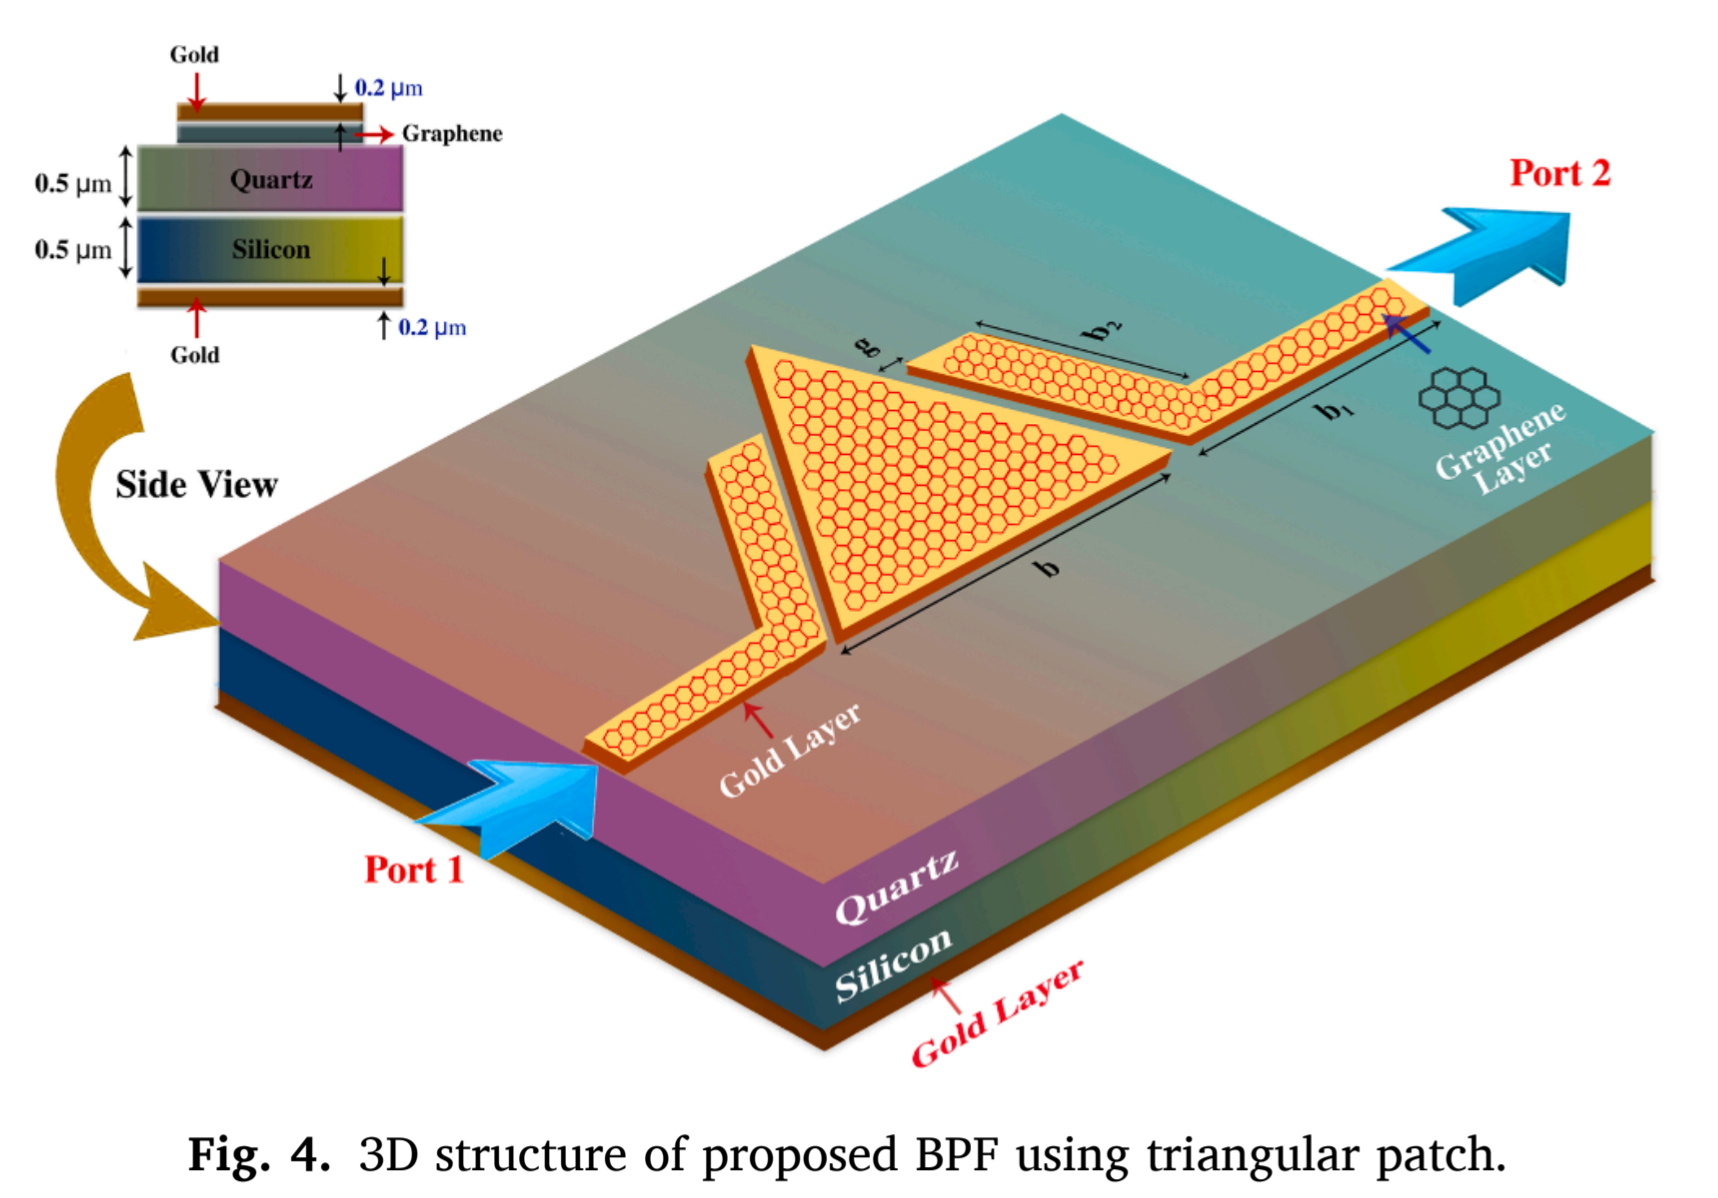 Gold
0.2 μm
Graphene
0.5 μm
Quartz
0.5 μm
Silicon
0.2 μm
Gold
Side View
Port 2
b₂
g
b₁
Graphene
Layer
b
Gold Layer
Port 1
Quartz
Silicon
Gold Layer
Fig. 4. 3D structure of proposed BPF using triangular patch.